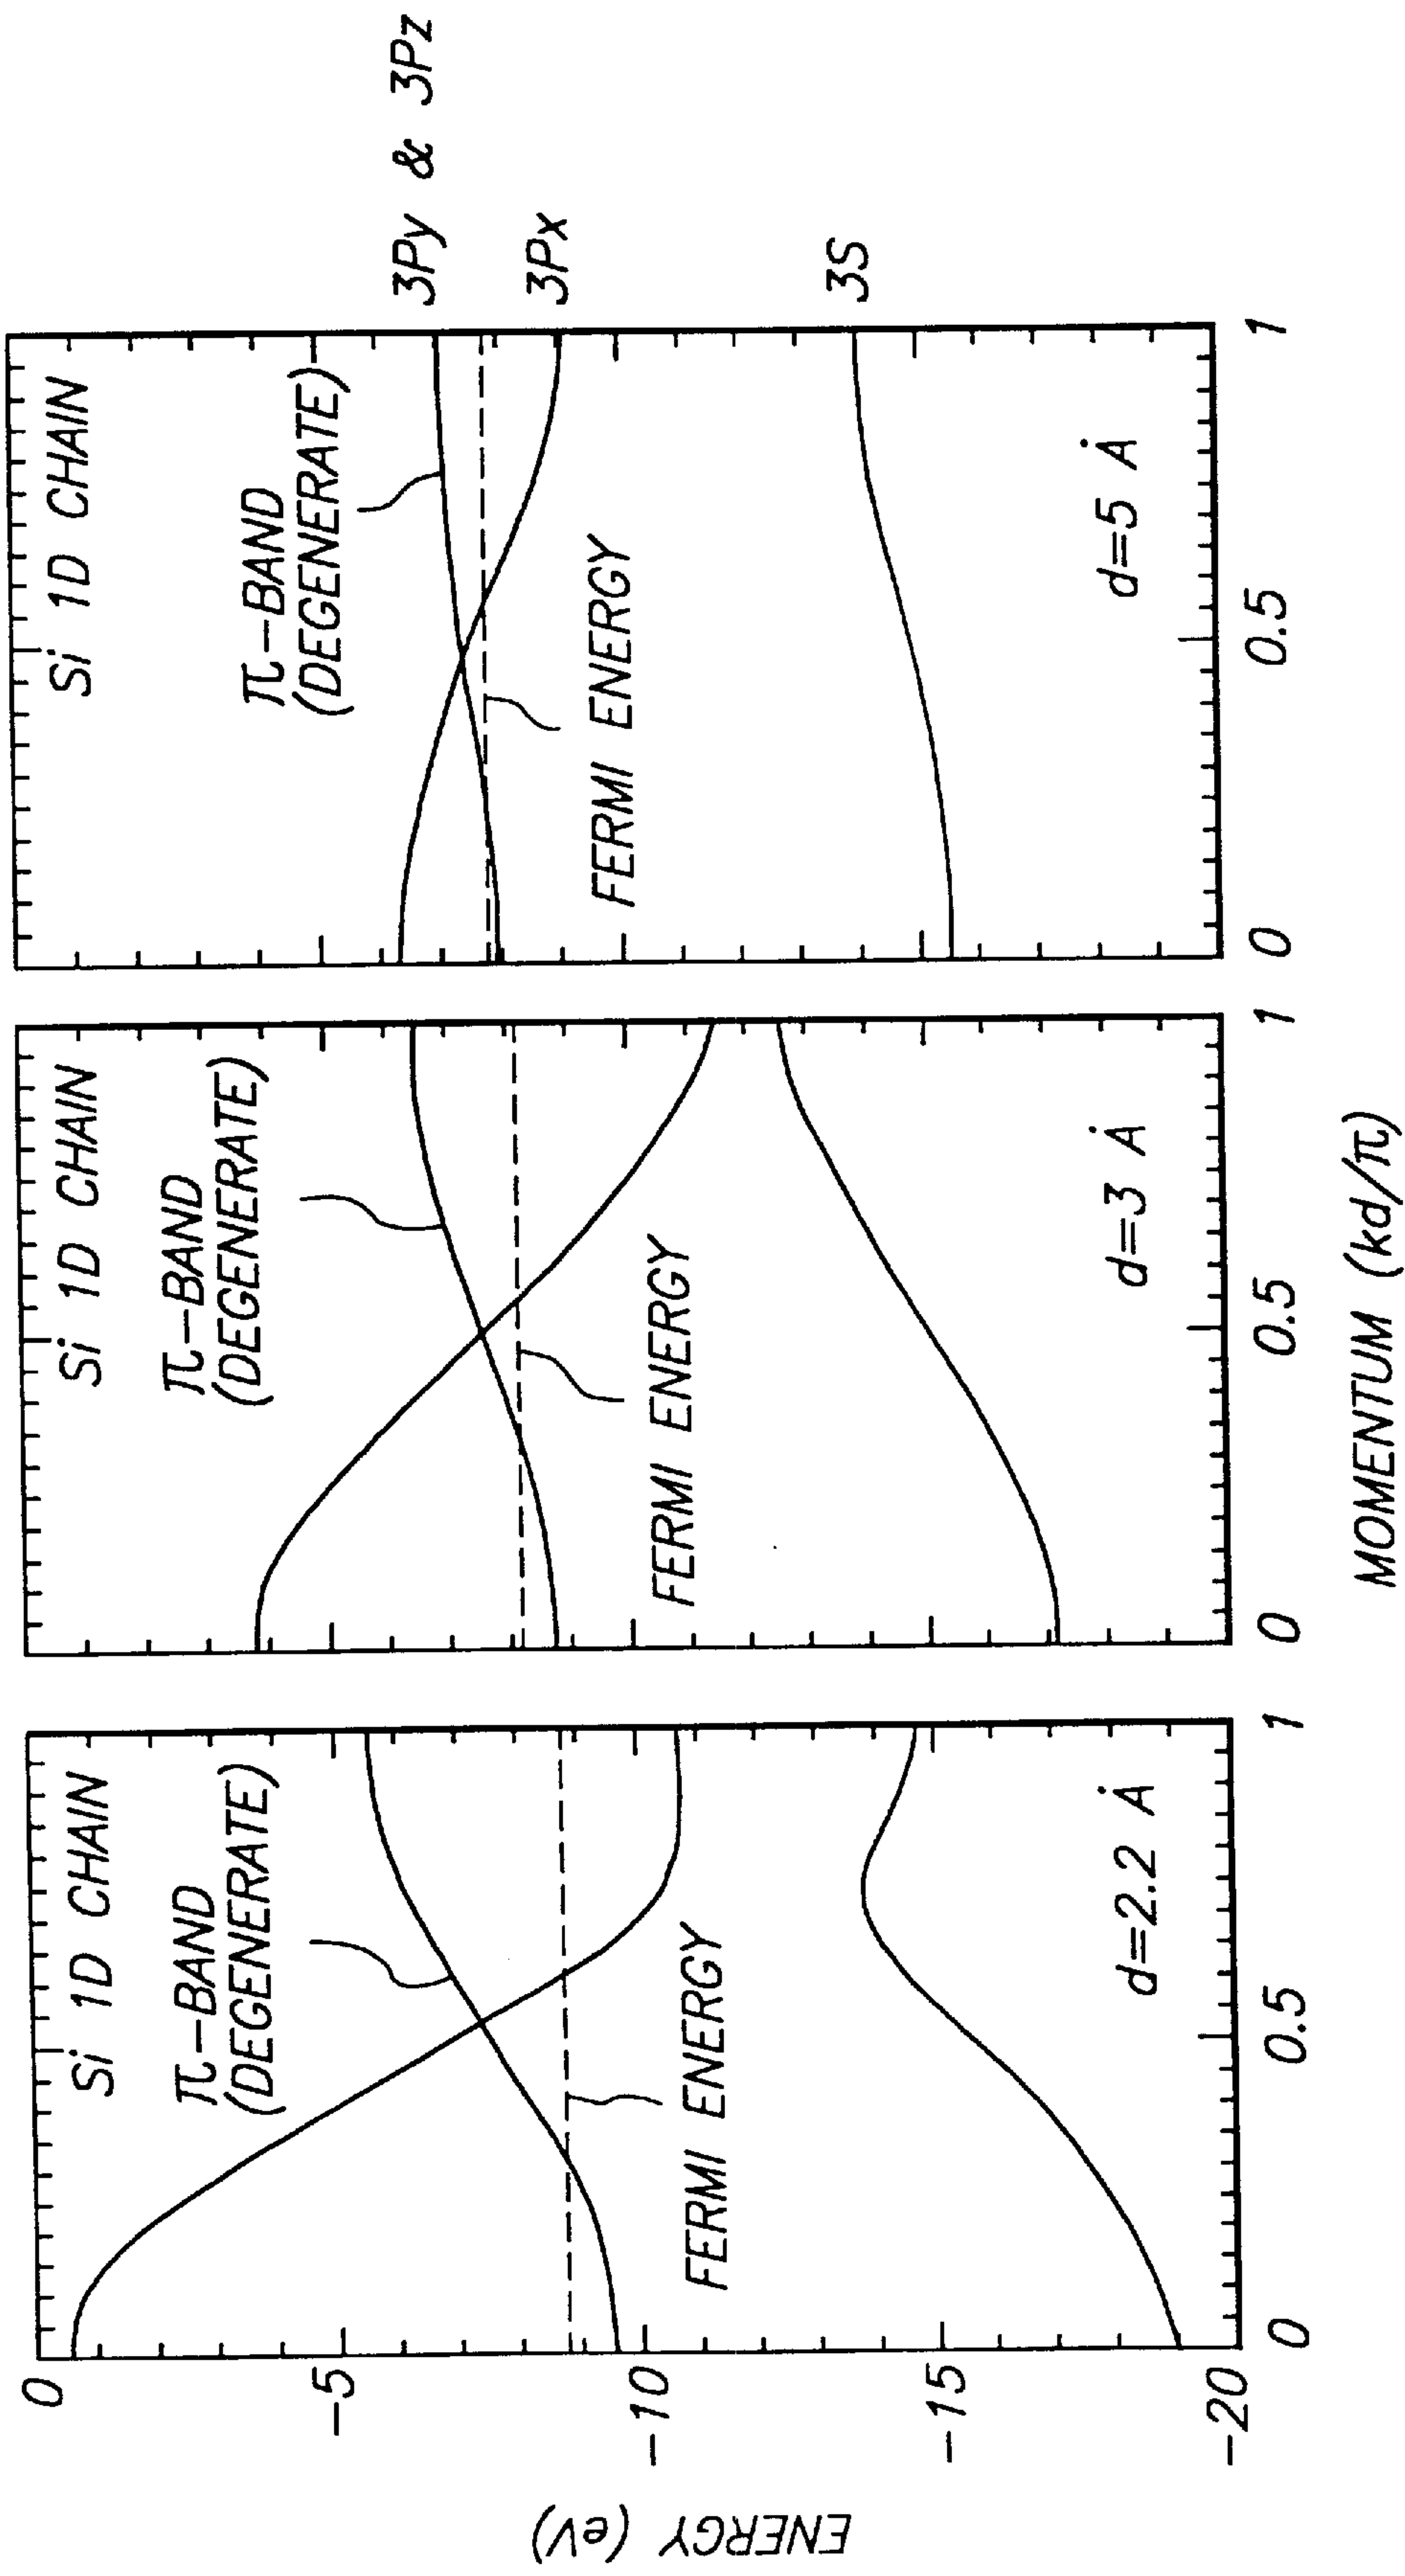 ENERGY (eV)
0
-5
-10
-15
-20
Si 1D CHAIN
π-BAND
(DEGENERATE)
FERMI ENERGY
d=2.2 Å
0
0.5
1
Si 1D CHAIN
π-BAND
(DEGENERATE)
FERMI ENERGY
d=3 Å
0
0.5
1
MOMENTUM (kd/π)
Si 1D CHAIN
π-BAND
(DEGENERATE)
FERMI ENERGY
d=5 Å
0
0.5
1
3Py & 3Pz
3Px
3S